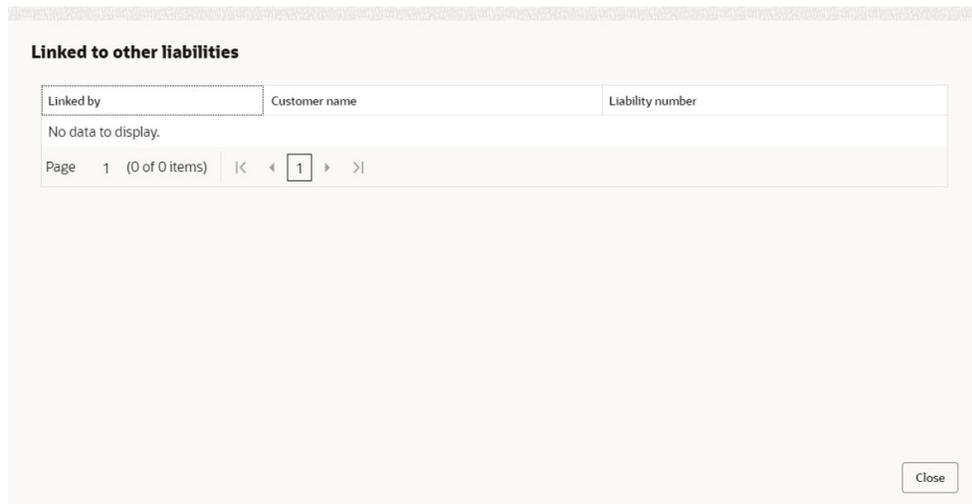 Linked to other liabilities
Linked by Customer name Liability number
No data to display.
Page 1 (0 of 0 items) 1
Close